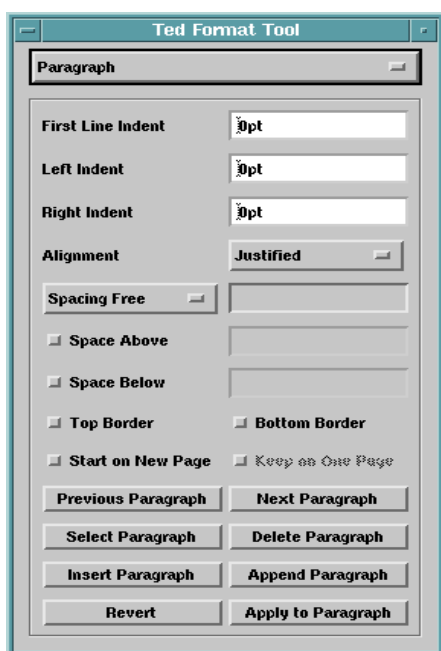 Ted Format Tool
Paragraph
First Line Indent 0pt
Left Indent 0pt
Right Indent 0pt
Alignment Justified
Spacing Free
Space Above
Space Below
Top Border Bottom Border
Start on New Page Keep on One Page
Previous Paragraph Next Paragraph
Select Paragraph Delete Paragraph
Insert Paragraph Append Paragraph
Revert Apply to Paragraph